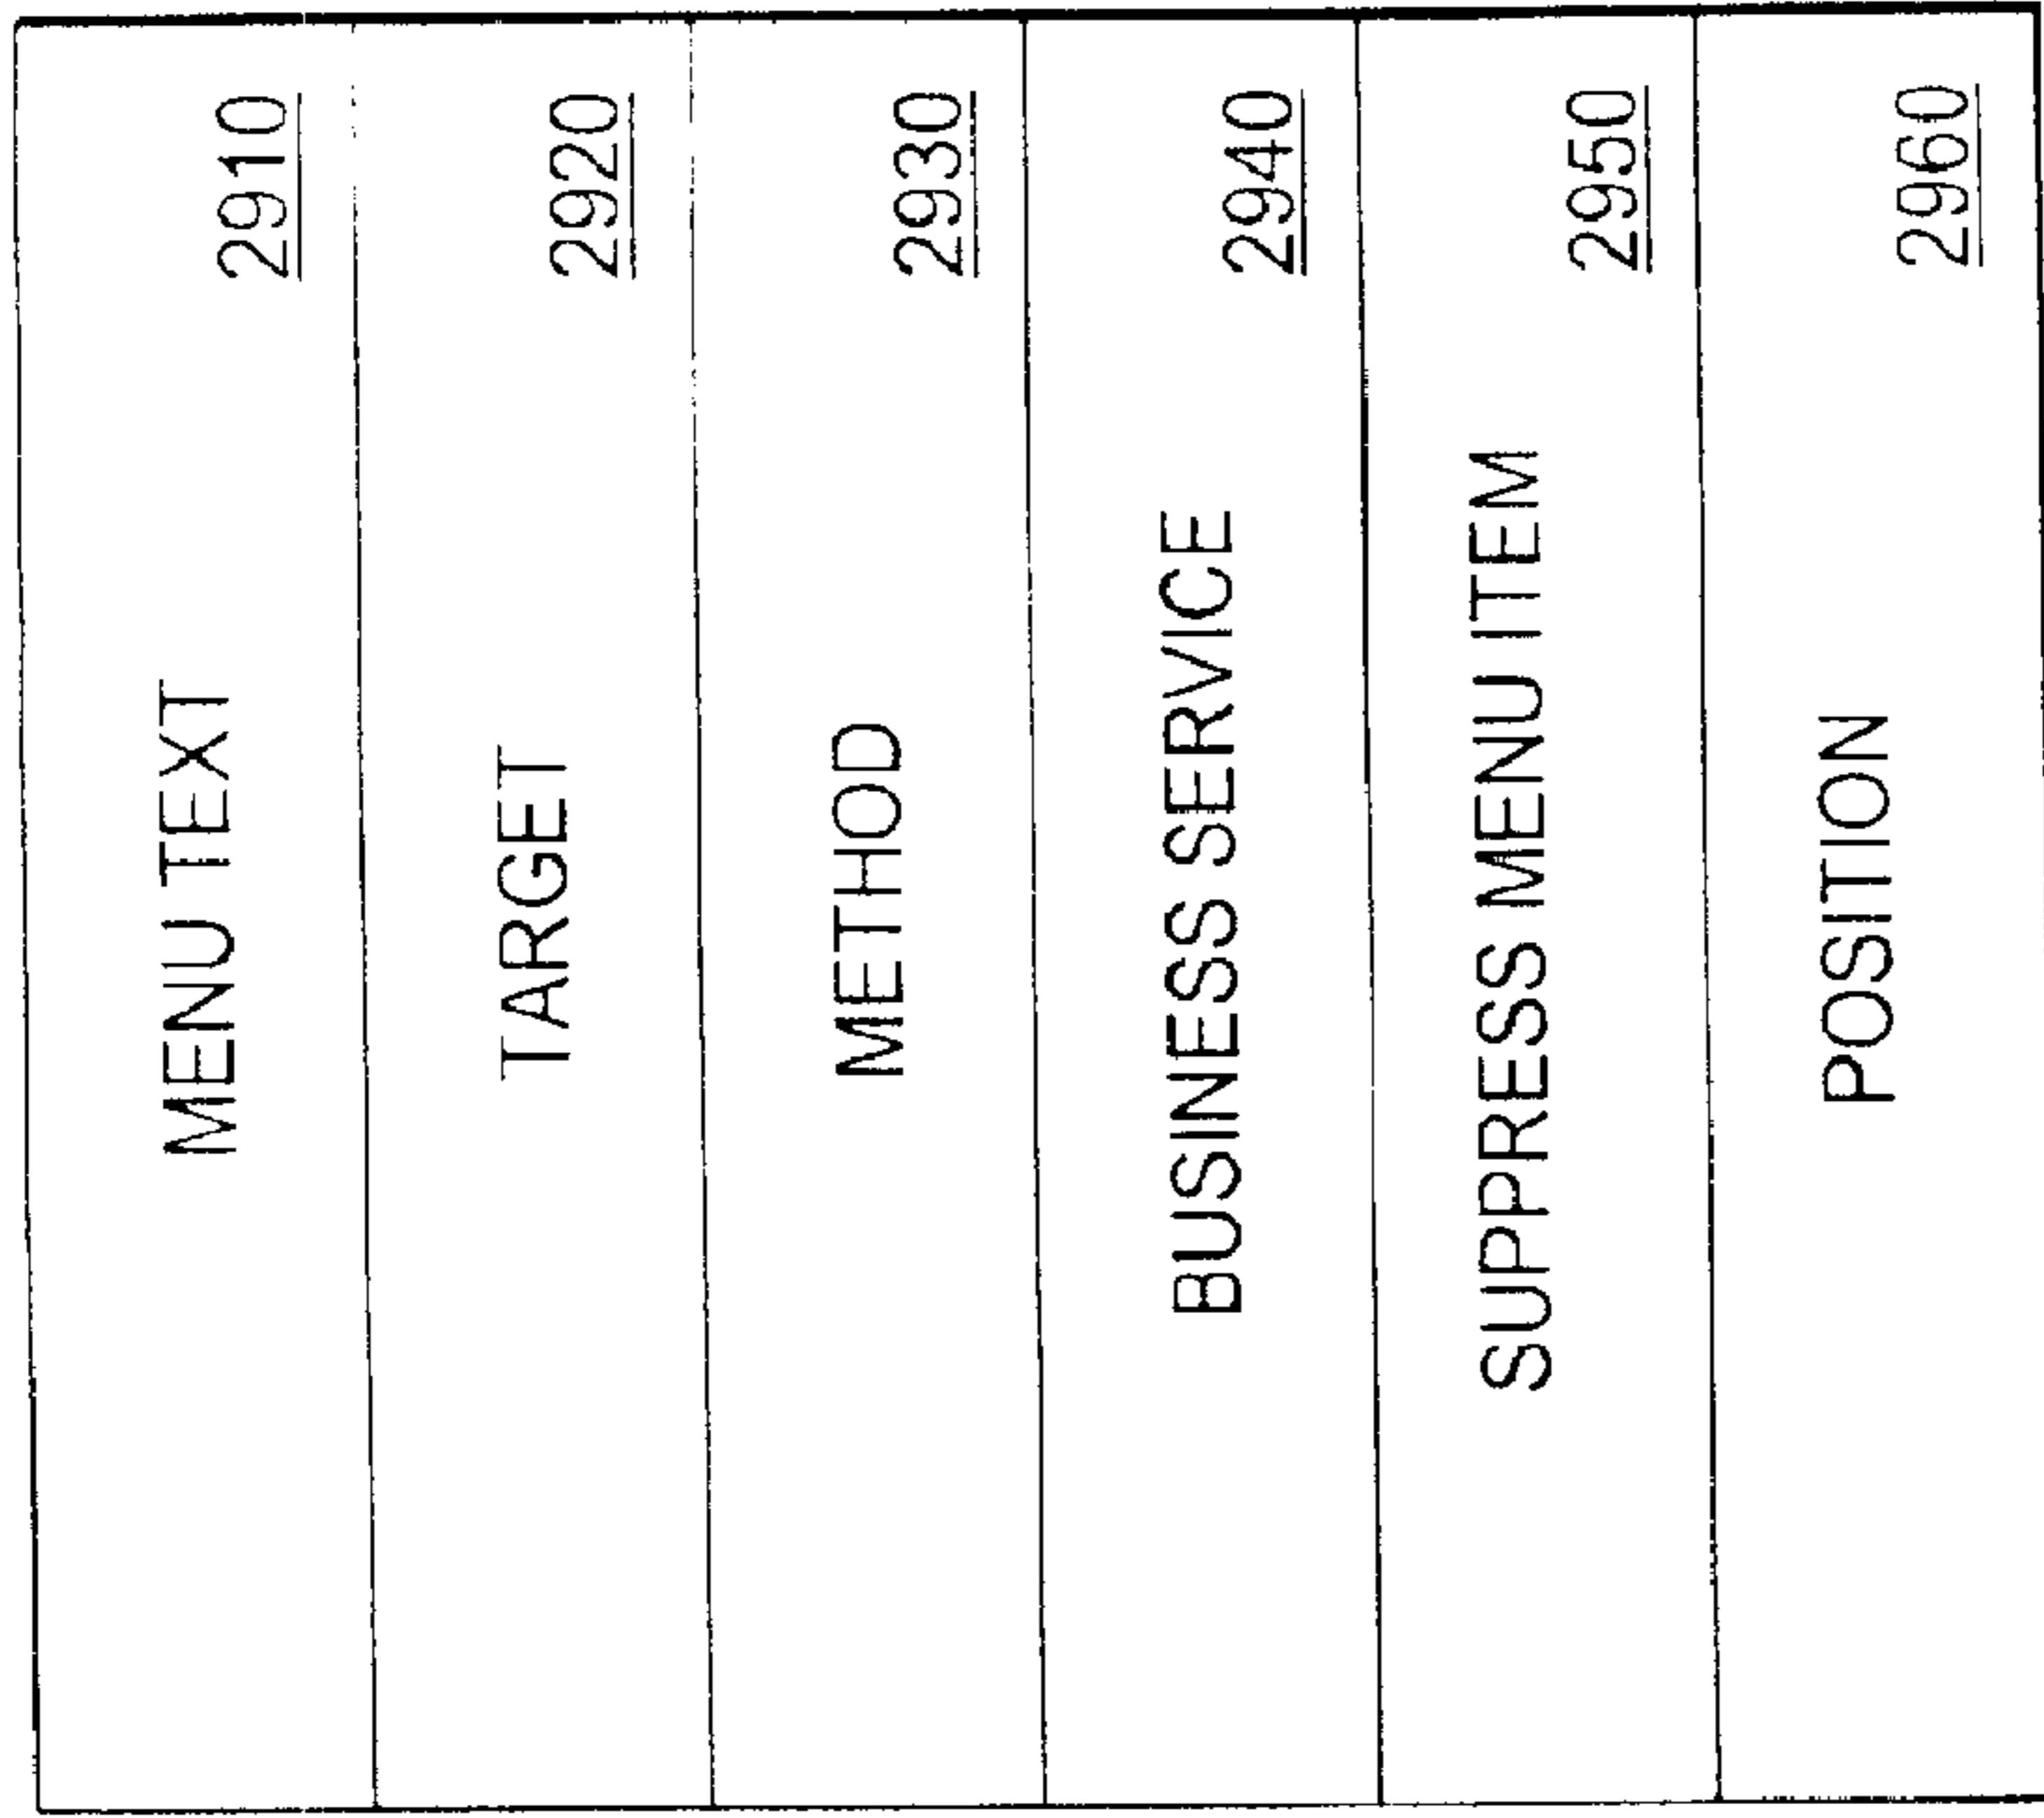 MENU TEXT
2910
TARGET
2920
METHOD
2930
BUSINESS SERVICE
2940
SUPPRESS MENU ITEM
2950
POSITION
2960